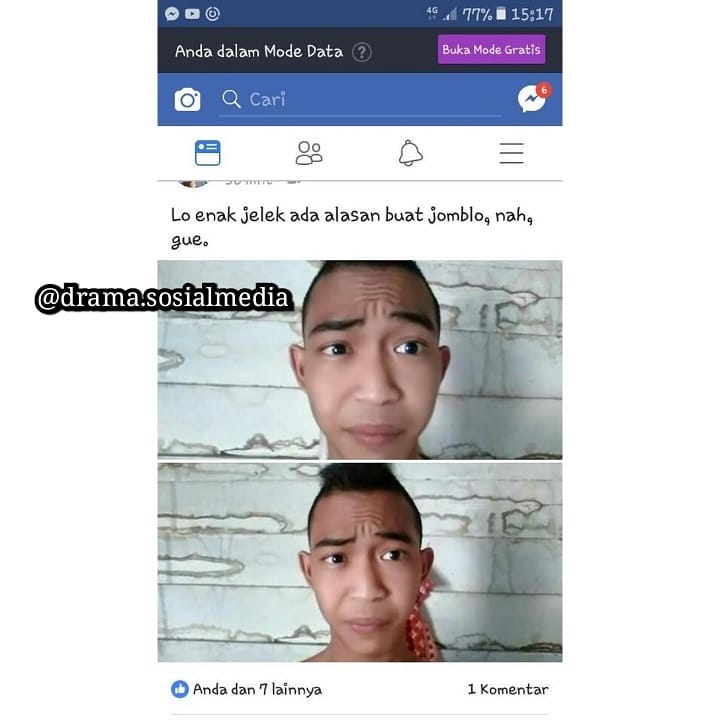 4G 77% 15:17
Anda dalam Mode Data ? Buka Mode Gratis
Cari 6
Lo enak jelek ada alasan buat jomblo, nah,
gue.
@drama.sosialmedia
Anda dan 7 lainnya 1 Komentar